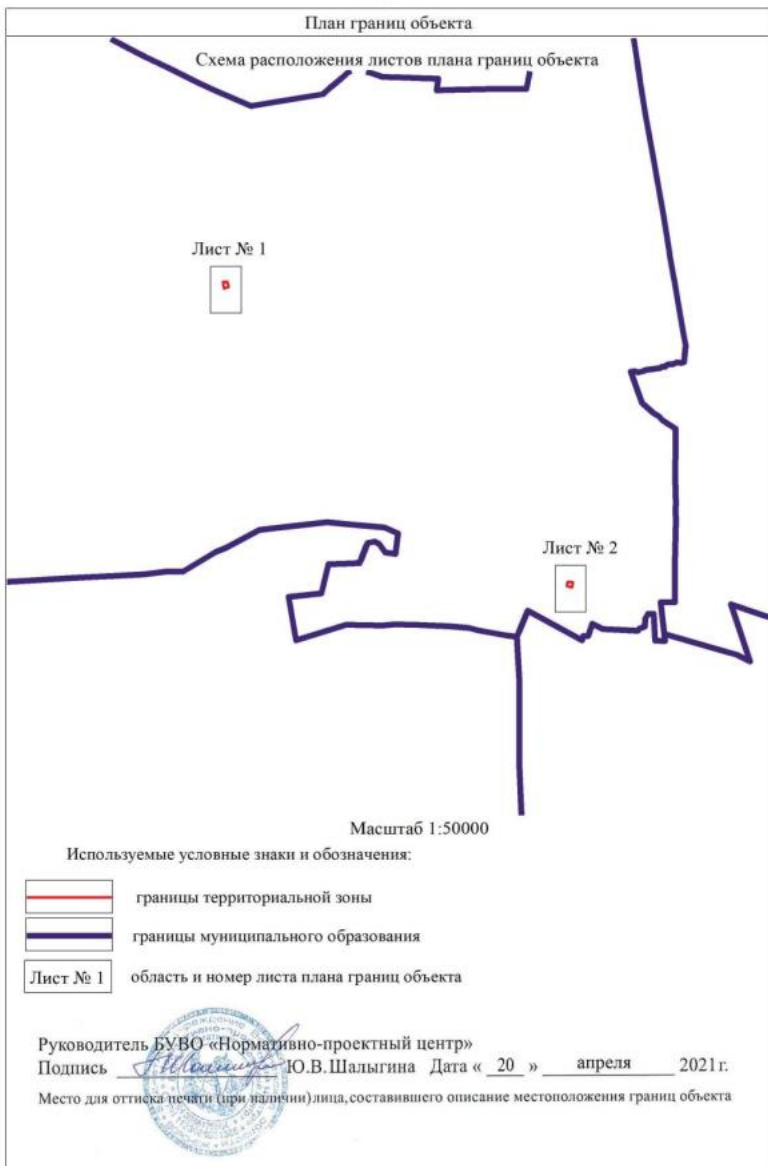 План границ объекта
Схема расположения листов плана границ объекта
Лист № 1
Лист № 2
Масштаб 1:50000
Используемые условные знаки и обозначения:
границы территориальной зоны
границы муниципального образования
Лист № 1 область и номер листа плана границ объекта
Руководитель БУВО «Нормативно-проектный центр»
Подпись Ю.В.Шалыгина Дата « 20 » апреля 2021 г.
Место для оттиска печати (при наличии) лица, составившего описание местоположения границ объекта